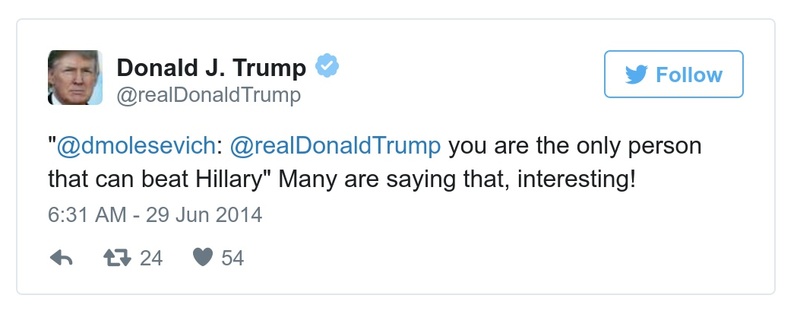 Donald J. Trump
Follow
@realDonaldTrump
"@dmolesevich: @realDonaldTrump you are the only person
that can beat Hillary" Many are saying that, interesting!
6:31 AM - 29 Jun 2014
24 54